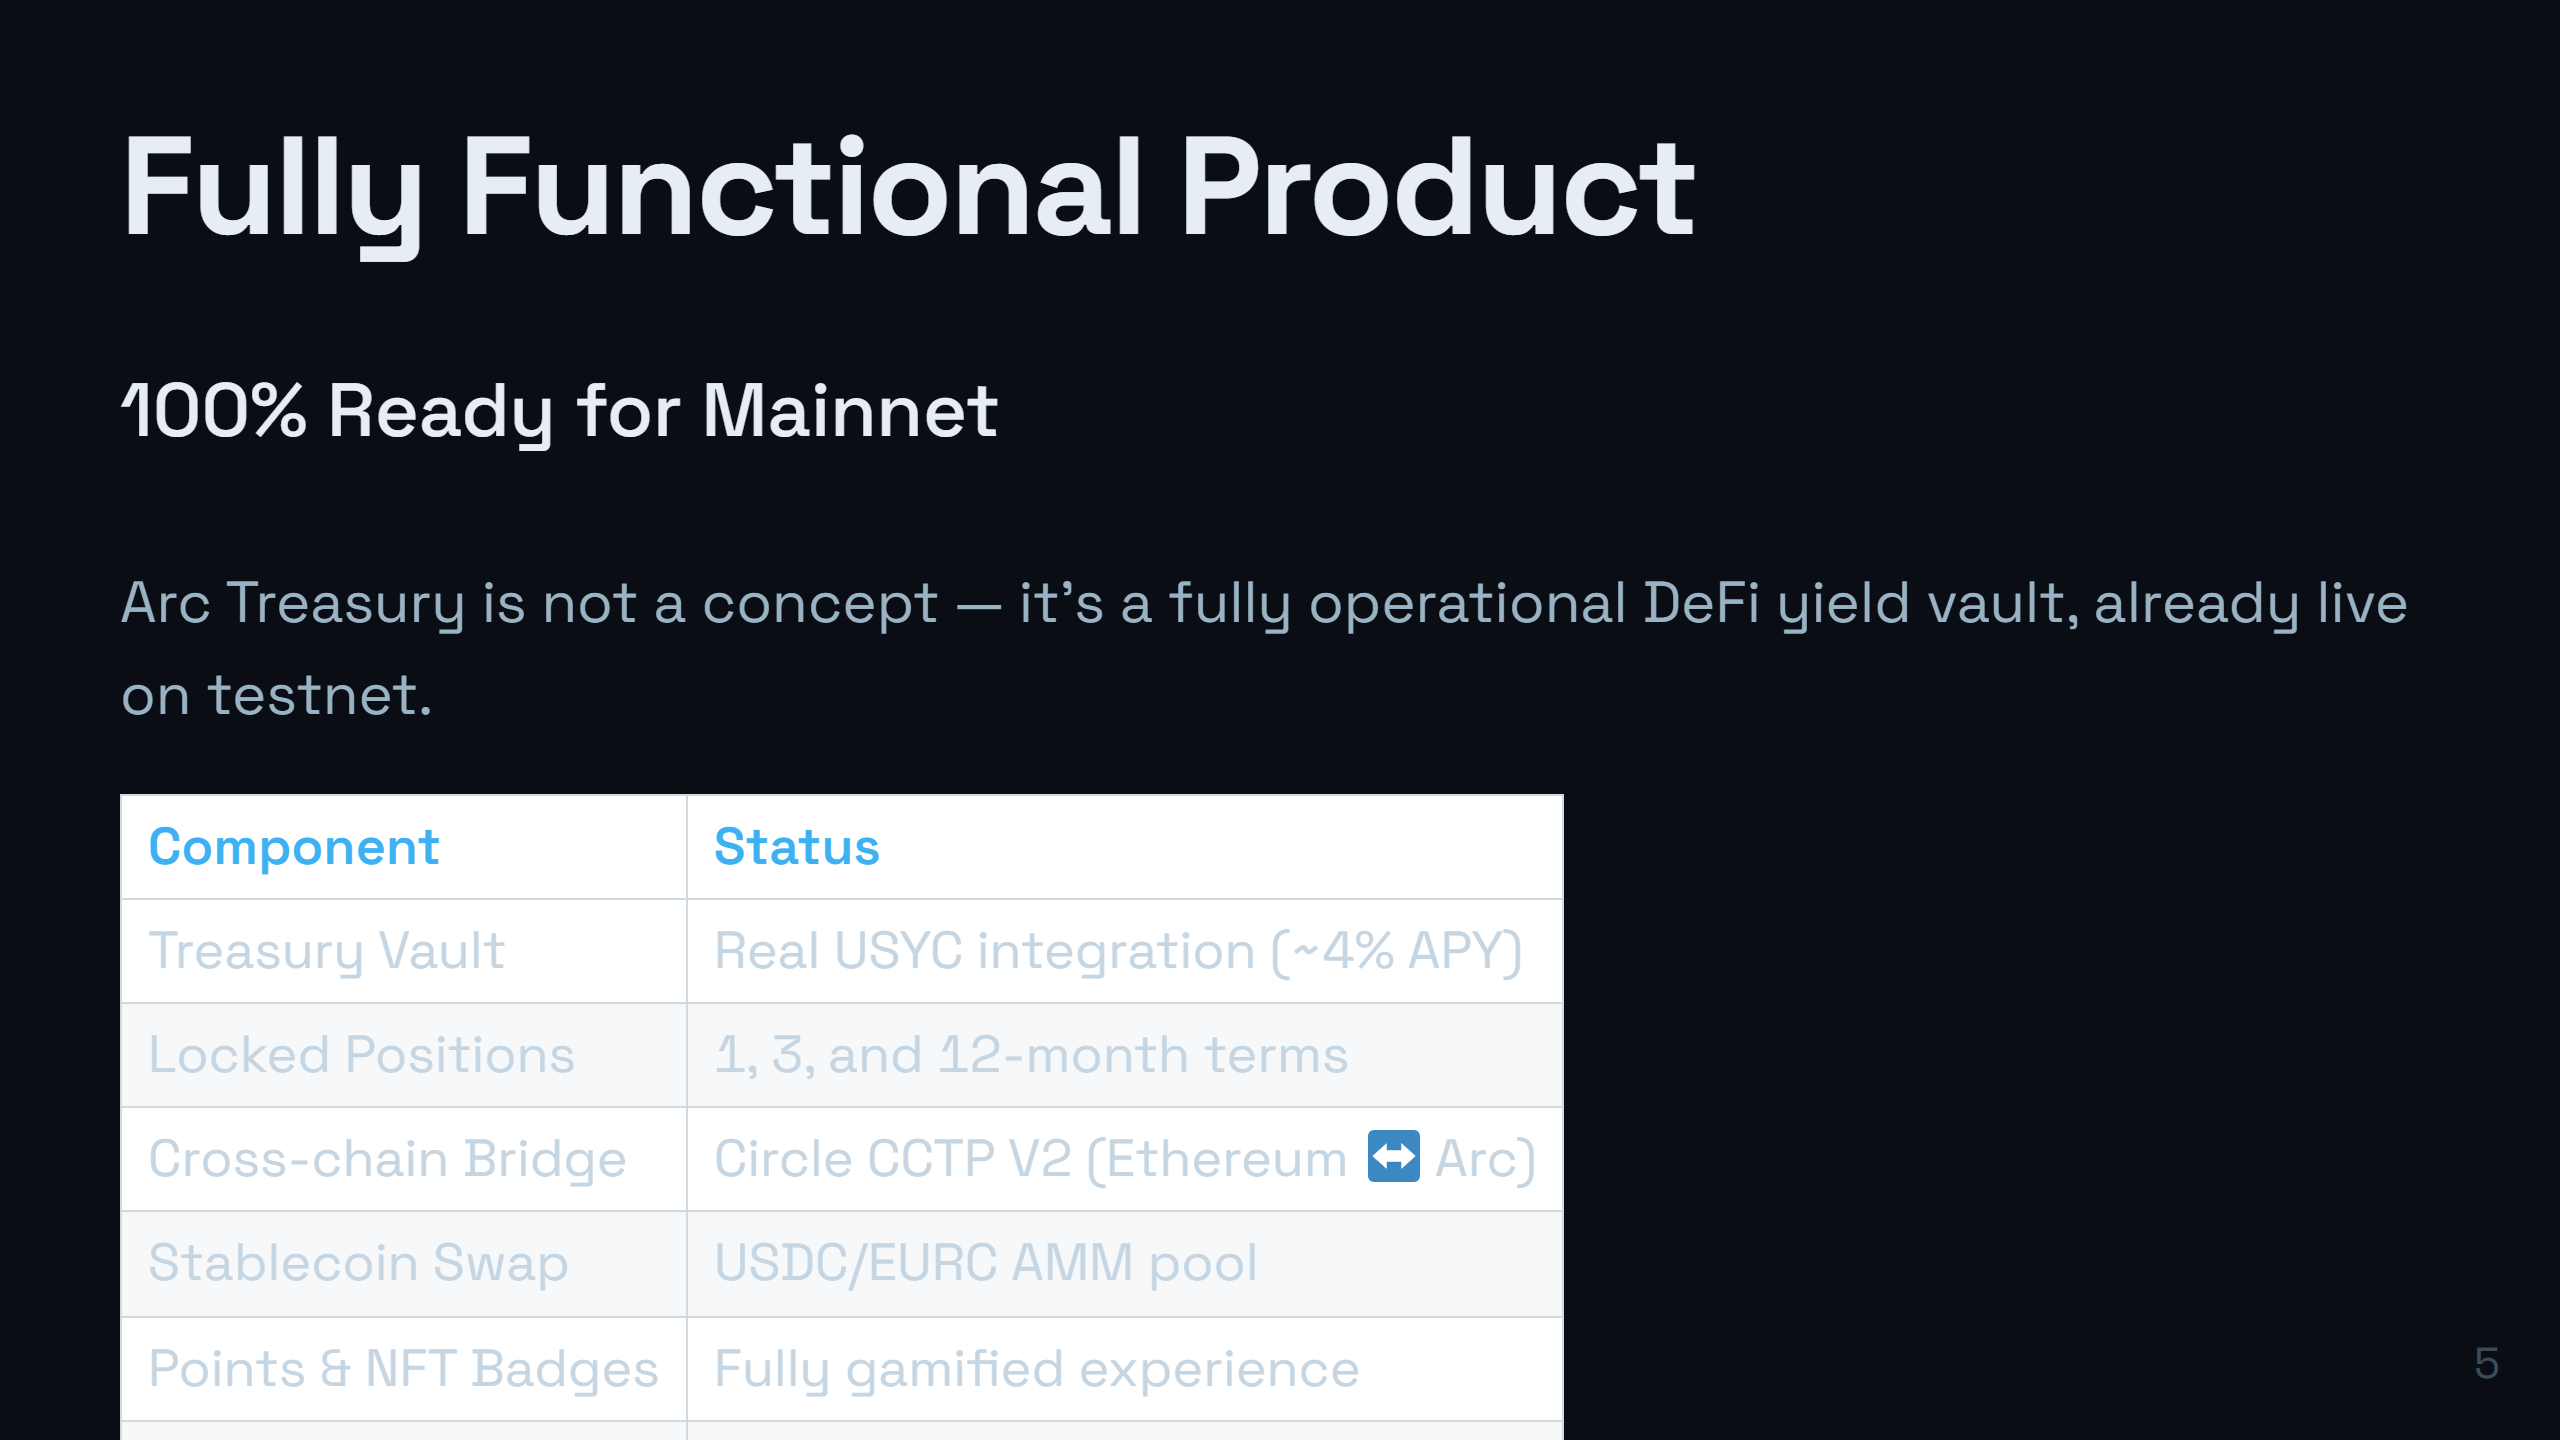 Fully Functional Product
100% Ready for Mainnet
Arc Treasury is not a concept — it's a fully operational DeFi yield vault, already live
on testnet.
Component Status
Treasury Vault Real USYC integration (~4% APY)
Locked Positions 1, 3, and 12-month terms
Cross-chain Bridge Circle CCTP V2 (Ethereum ↔️ Arc)
Stablecoin Swap USDC/EURC AMM pool
Points & NFT Badges Fully gamified experience
5